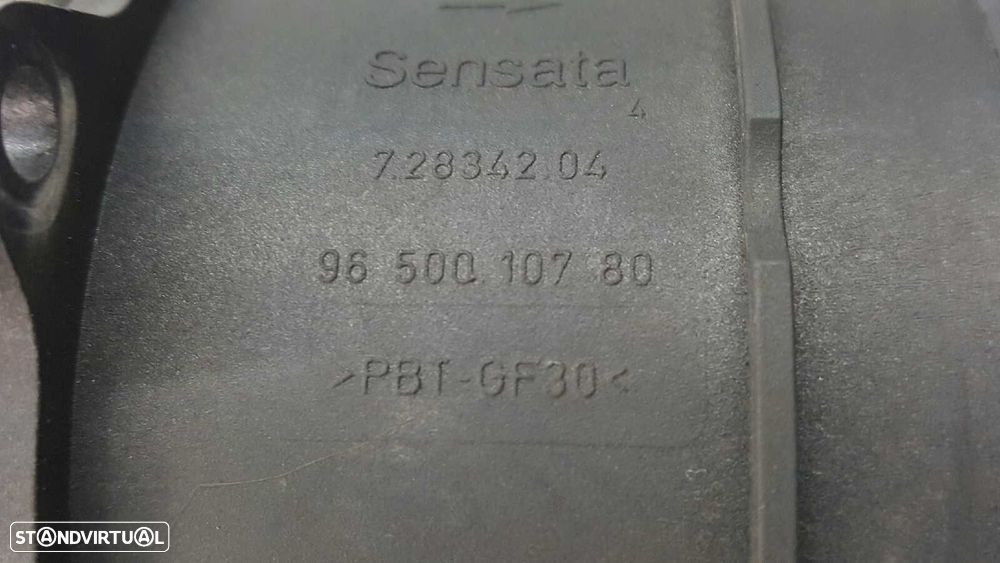 Sensata
4
7.28342.04
96 500 107 80
>PBT-GF30<
STANDVIRTUAL